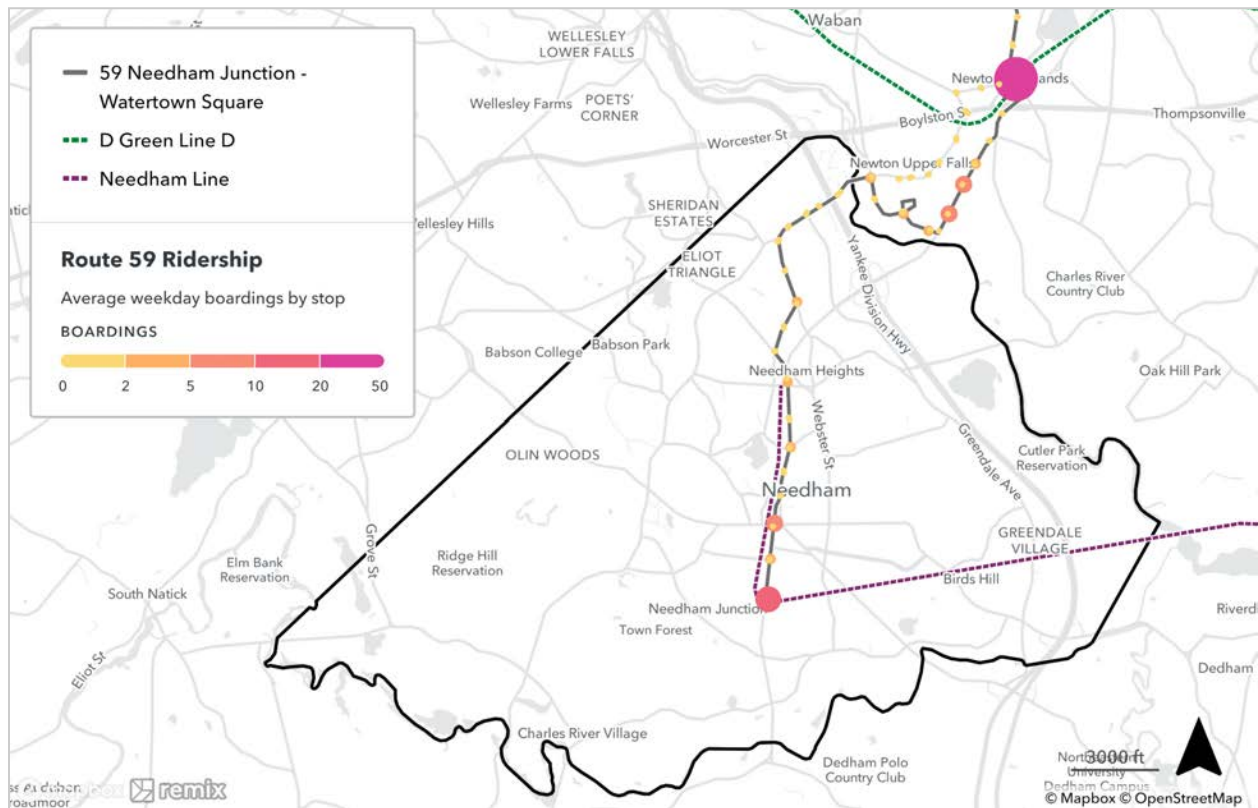 59 Needham Junction -
Watertown Square
D Green Line D
Needham Line
Route 59 Ridership
Average weekday boardings by stop
BOARDINGS
0 2 5 10 20 50
Waban
WELLESLEY
LOWER FALLS
Wellesley Farms
POETS'
CORNER
Thompsonville
Boylston S
Worcester St
Newton Upper Falls
SHERIDAN
ESTATES
ellesley Hills
ELIOT
TRIANGLE
Yankee Division Hwy
Charles River
Country Club
Babson College
Babson Park
Needham Heights
Oak Hill Park
Webster St
OLIN WOODS
Greendale Ave
Cutler Park
Reservation
Needham
Grove St
GREENDALE
VILLAGE
Elm Bank
Reservation
Ridge Hill
Reservation
Birds Hill
South Natick
Needham Junction
Town Forest
Riverd
Eliot St
Dedham
Charles River Village
Dedham Polo
Country Club
3000 ft
University
Dedham Campus
remix
© Mapbox © OpenStreetMap